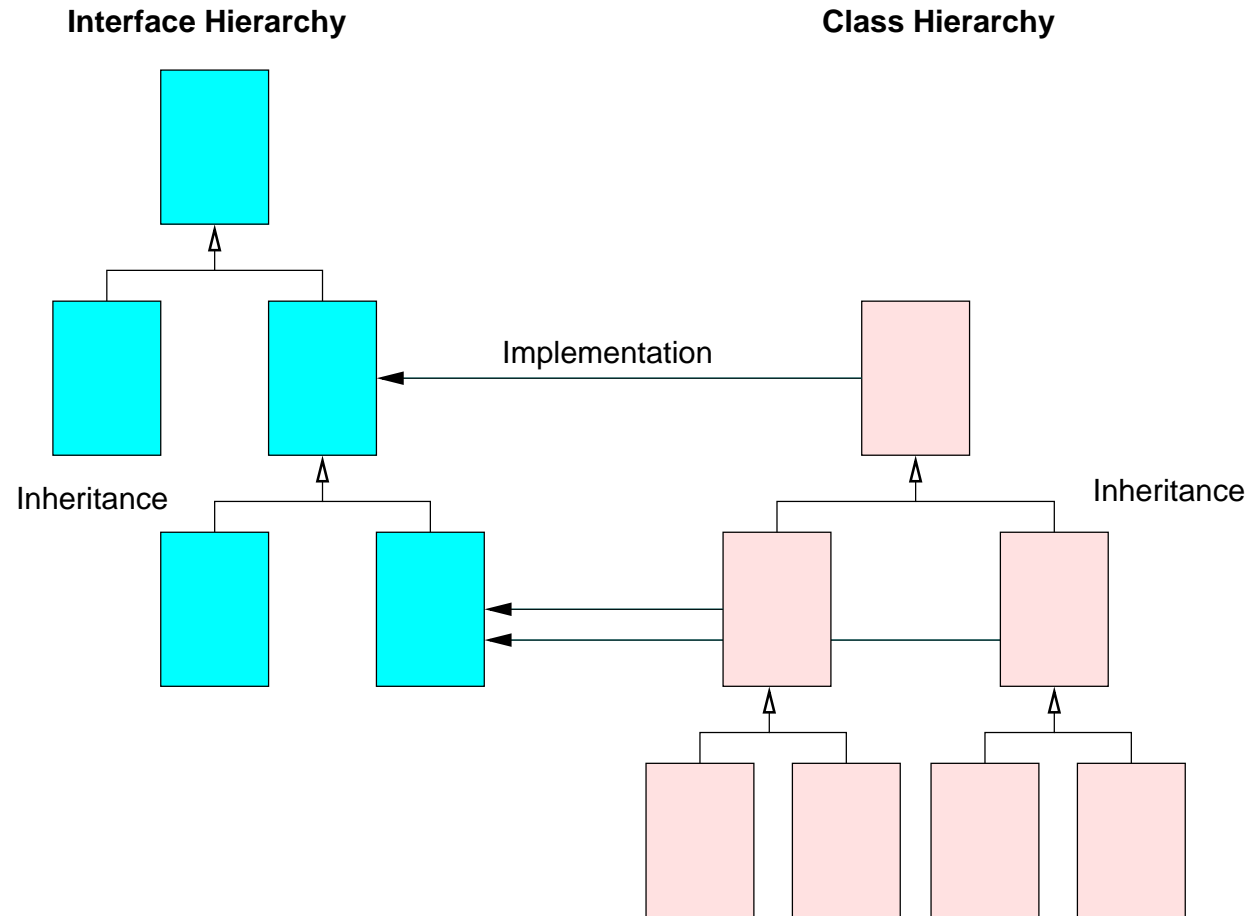 Interface Hierarchy
Class Hierarchy
Implementation
Inheritance
Inheritance